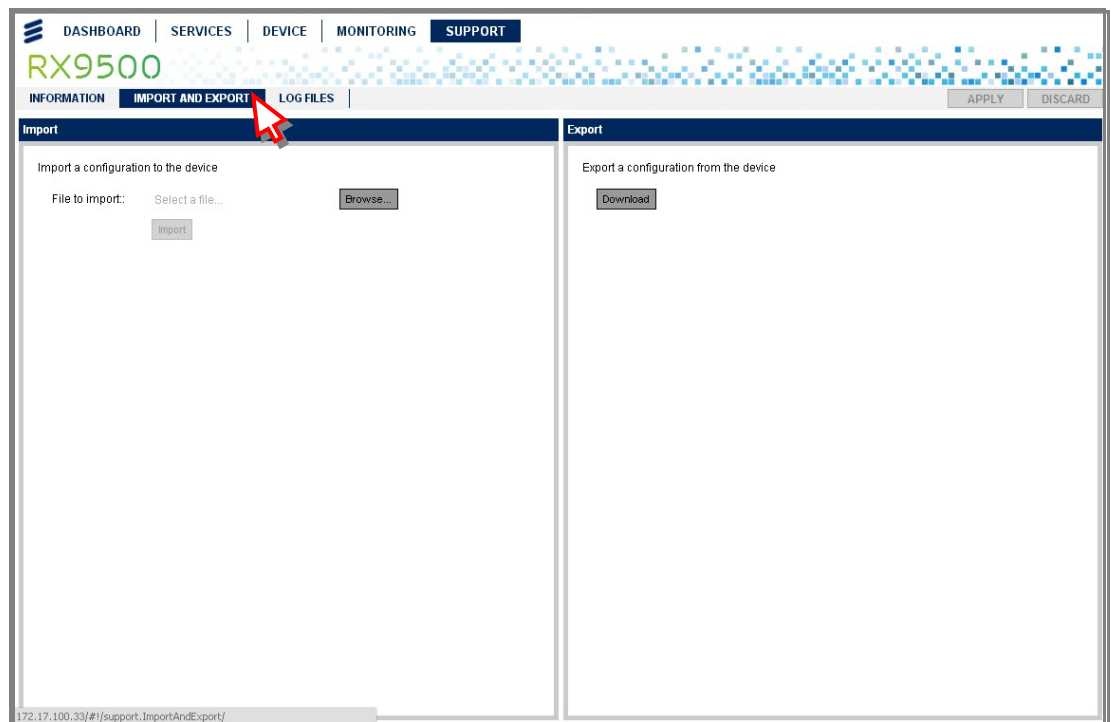 DASHBOARD SERVICES DEVICE MONITORING SUPPORT
RX9500
INFORMATION IMPORT AND EXPORT LOG FILES APPLY DISCARD
Import
Import a configuration to the device
File to import:: Select a file... Browse...
Import
Export
Export a configuration from the device
Download
172.17.100.33/#!/support.ImportAndExport/